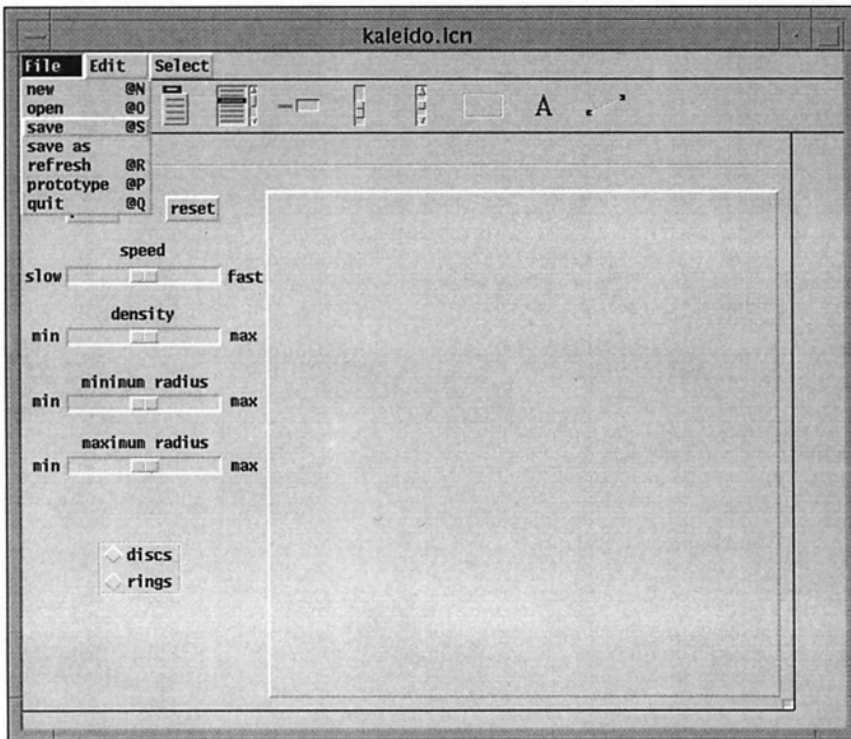 kaleido.icn
File Edit Select
new @N
open @O
save @S
save as
refresh @R
prototype @P
quit @Q
reset
speed
slow fast
density
min max
minimum radius
min max
maximum radius
min max
discs
rings
A